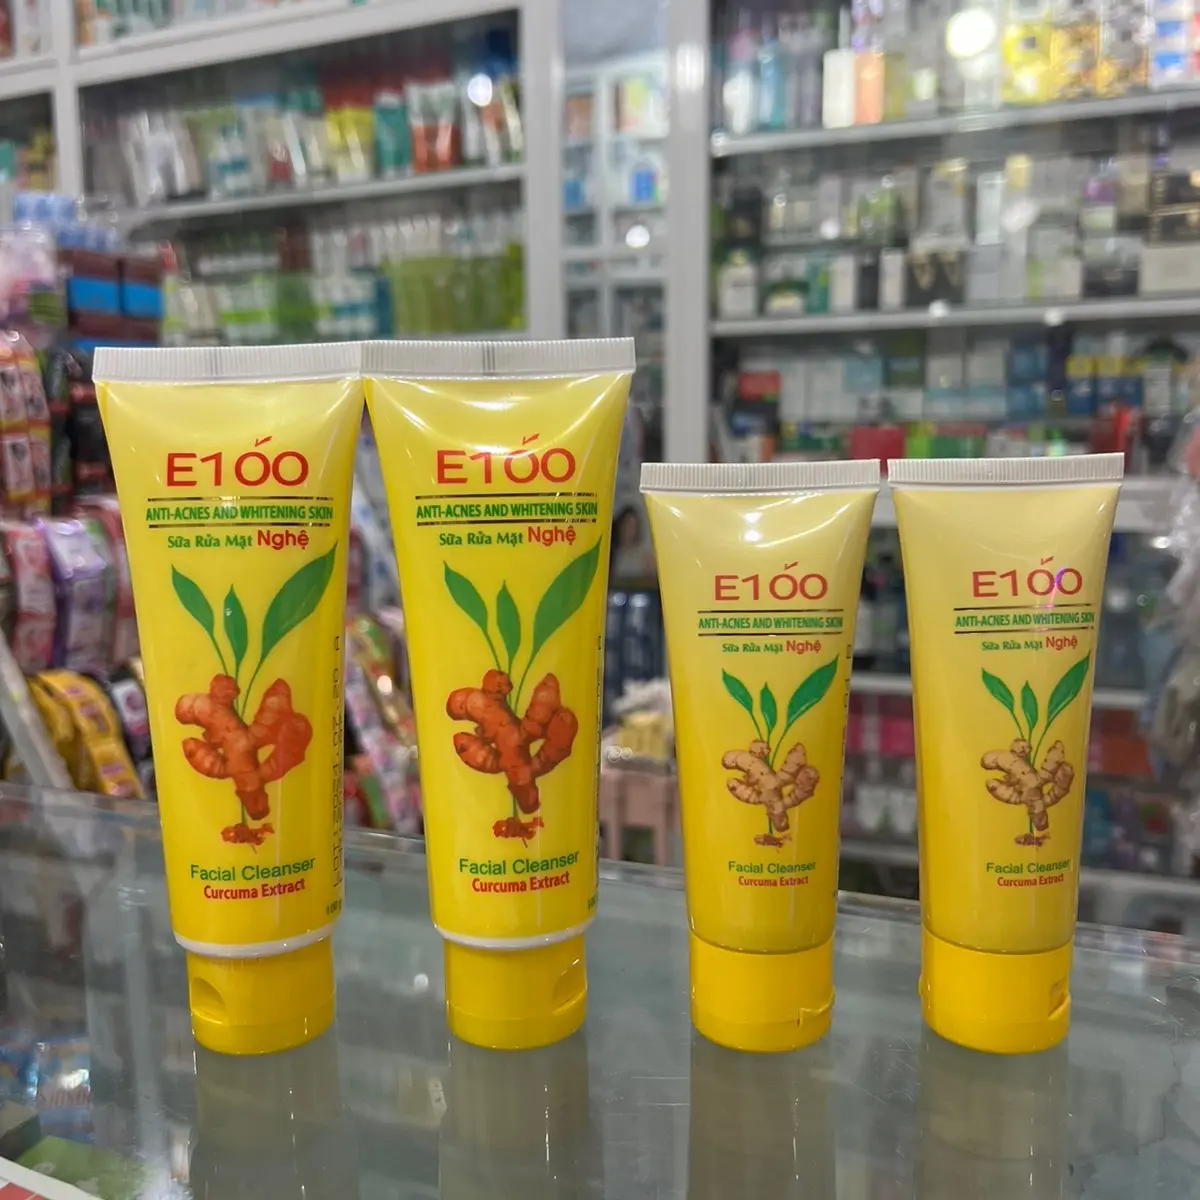 E100
ANTI-ACNES AND WHITENING SKIN
Sữa Rửa Mặt Nghệ
Facial Cleanser
Curcuma Extract
100g
E100
ANTI-ACNES AND WHITENING SKIN
Sữa Rửa Mặt Nghệ
Facial Cleanser
Curcuma Extract
E100
ANTI-ACNES AND WHITENING SKIN
Sữa Rửa Mặt Nghệ
Facial Cleanser
Curcuma Extract
E100
ANTI-ACNES AND WHITENING SKIN
Sữa Rửa Mặt Nghệ
Facial Cleanser
Curcuma Extract